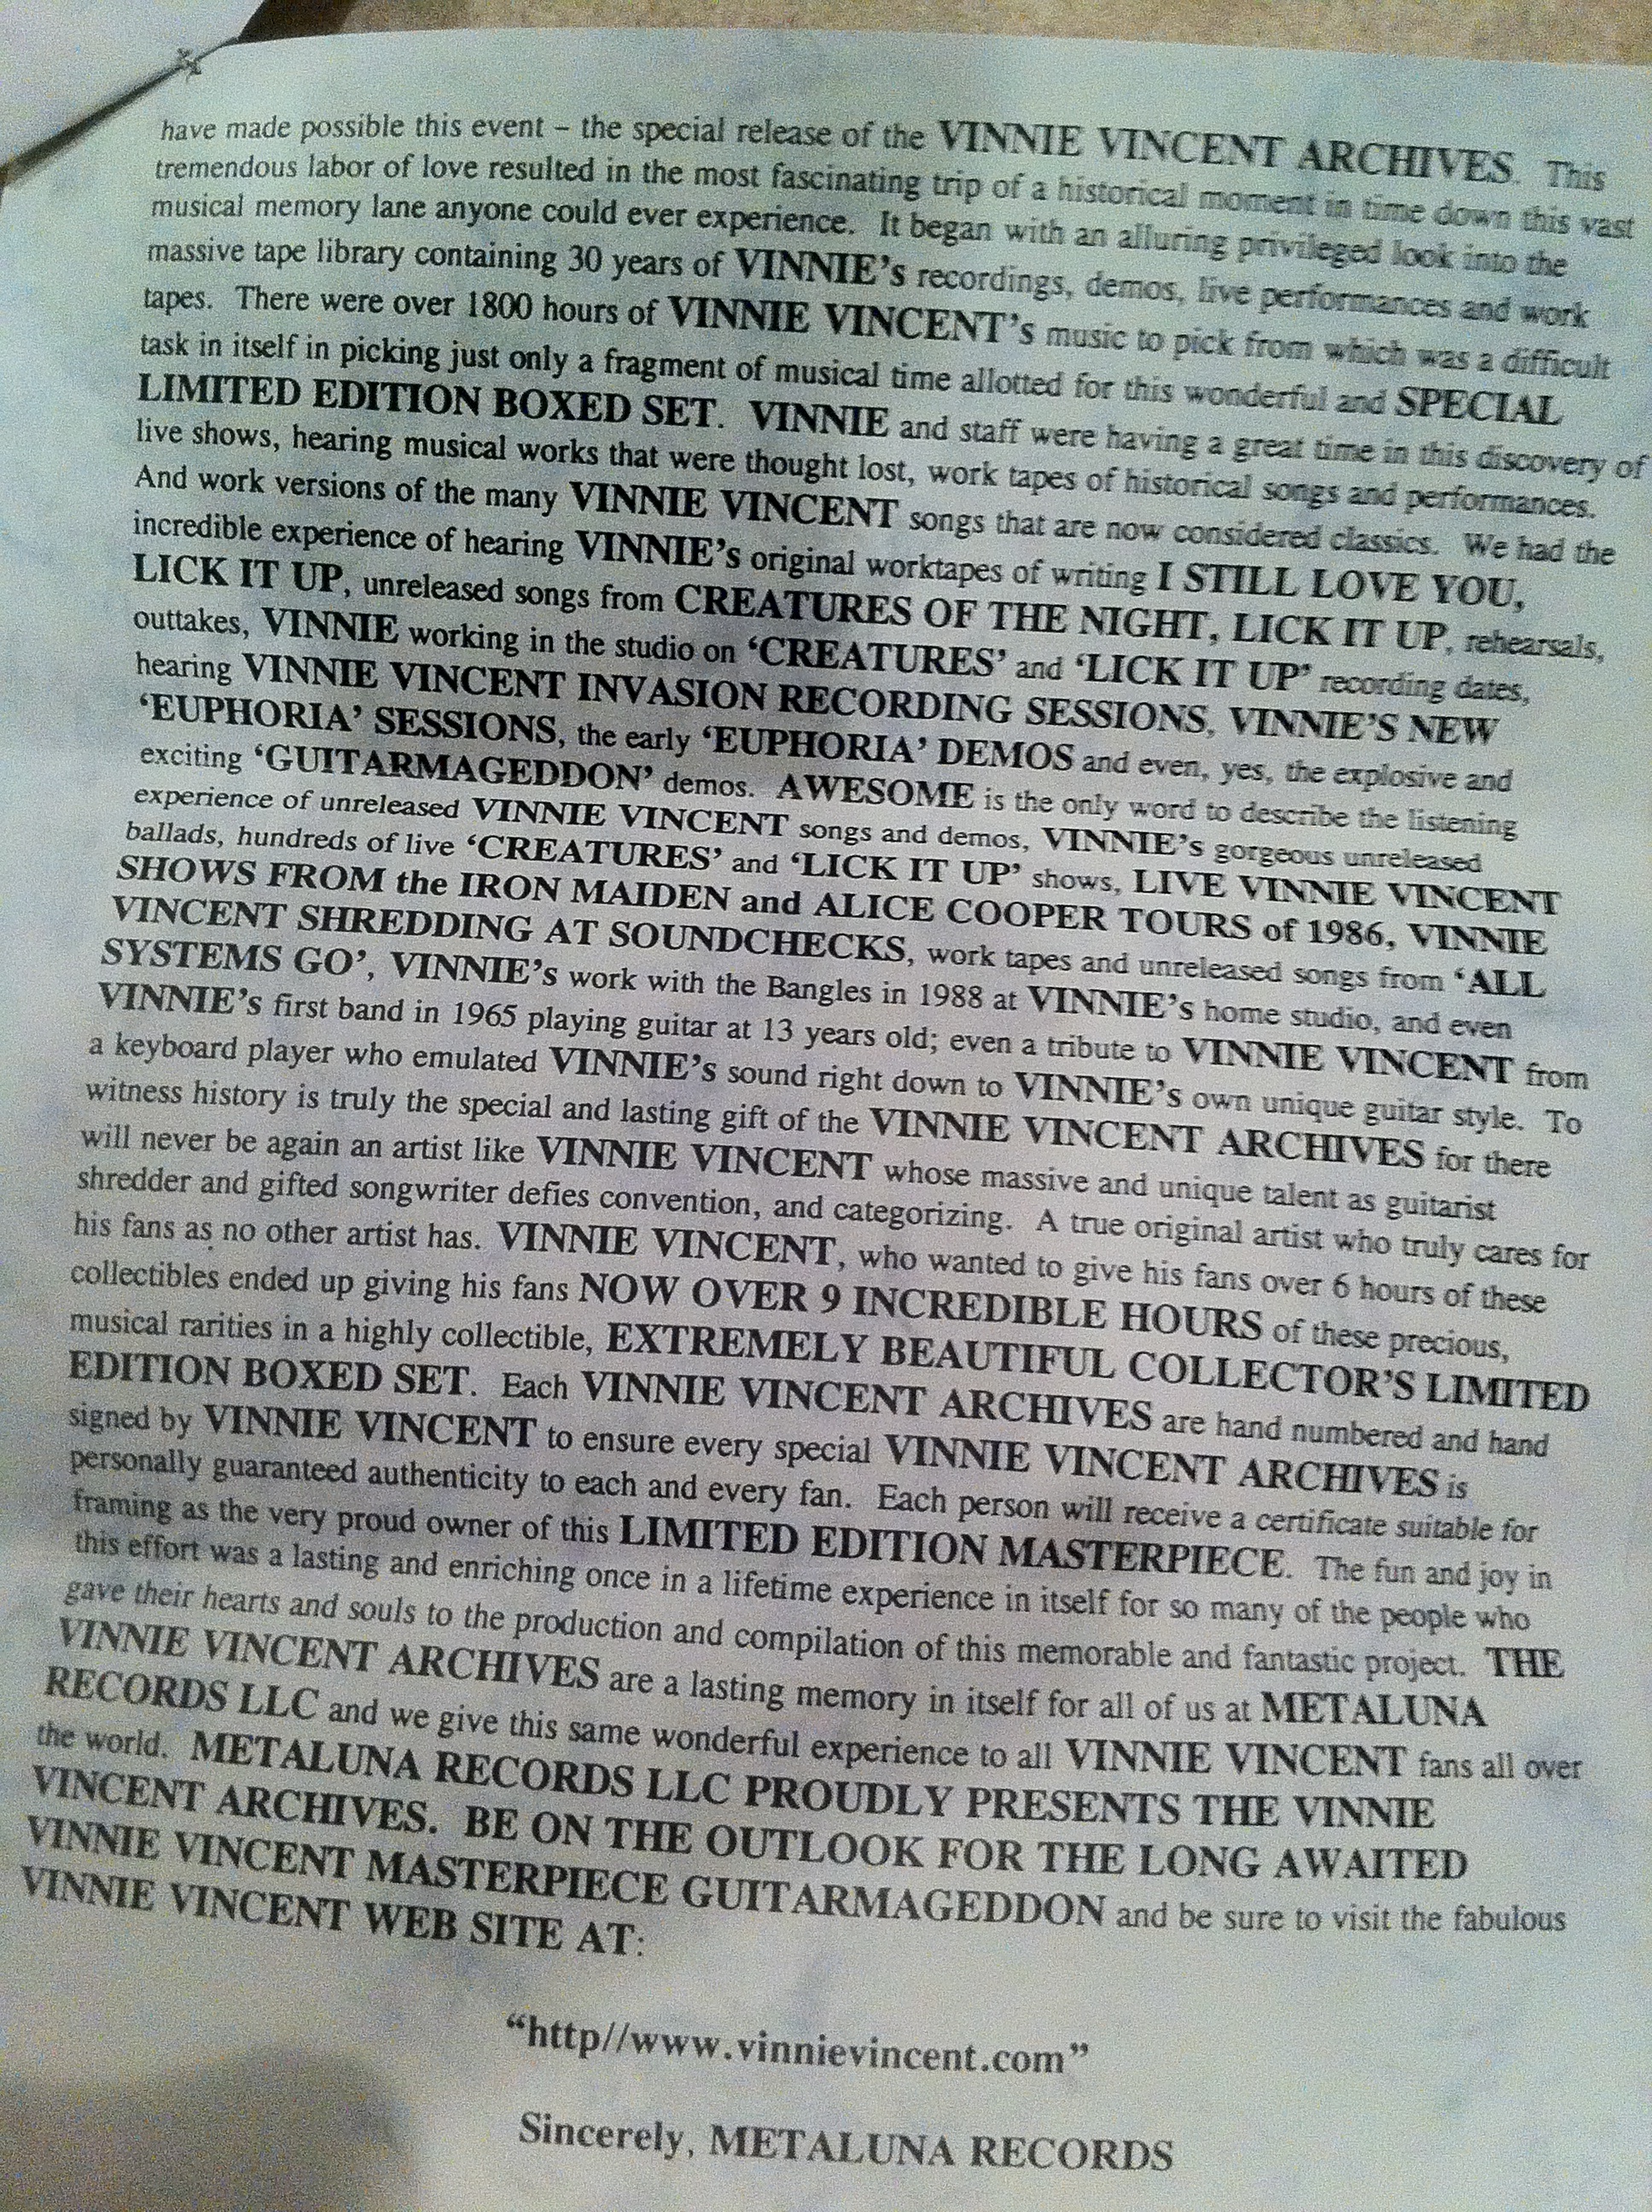 have made possible this event – the special release of the VINNIE VINCENT ARCHIVES. This
tremendous labor of love resulted in the most fascinating trip of a historical moment in time down this vast
musical memory lane anyone could ever experience. It began with an alluring privileged look into the
massive tape library containing 30 years of VINNIE's recordings, demos, live performances and work
tapes. There were over 1800 hours of VINNIE VINCENT's music to pick from which was a difficult
task in itself in picking just only a fragment of musical time allotted for this wonderful and SPECIAL
LIMITED EDITION BOXED SET. VINNIE and staff were having a great time in this discovery of
live shows, hearing musical works that were thought lost, work tapes of historical songs and performances.
And work versions of the many VINNIE VINCENT songs that are now considered classics. We had the
incredible experience of hearing VINNIE's original worktapes of writing I STILL LOVE YOU,
LICK IT UP, unreleased songs from CREATURES OF THE NIGHT, LICK IT UP, rehearsals,
outtakes, VINNIE working in the studio on 'CREATURES' and 'LICK IT UP' recording dates,
hearing VINNIE VINCENT INVASION RECORDING SESSIONS, VINNIE'S NEW
'EUPHORIA' SESSIONS, the early 'EUPHORIA' DEMOS and even, yes, the explosive and
exciting 'GUITARMAGEDDON' demos. AWESOME is the only word to describe the listening
experience of unreleased VINNIE VINCENT songs and demos, VINNIE's gorgeous unreleased
ballads, hundreds of live 'CREATURES' and 'LICK IT UP' shows, LIVE VINNIE VINCENT
SHOWS FROM the IRON MAIDEN and ALICE COOPER TOURS of 1986, VINNIE
VINCENT SHREDDING AT SOUNDCHECKS, work tapes and unreleased songs from 'ALL
SYSTEMS GO', VINNIE's work with the Bangles in 1988 at VINNIE's home studio, and even
VINNIE's first band in 1965 playing guitar at 13 years old; even a tribute to VINNIE VINCENT from
a keyboard player who emulated VINNIE's sound right down to VINNIE's own unique guitar style. To
witness history is truly the special and lasting gift of the VINNIE VINCENT ARCHIVES for there
will never be again an artist like VINNIE VINCENT whose massive and unique talent as guitarist
shredder and gifted songwriter defies convention, and categorizing. A true original artist who truly cares for
his fans as no other artist has. VINNIE VINCENT, who wanted to give his fans over 6 hours of these
collectibles ended up giving his fans NOW OVER 9 INCREDIBLE HOURS of these precious,
musical rarities in a highly collectible, EXTREMELY BEAUTIFUL COLLECTOR'S LIMITED
EDITION BOXED SET. Each VINNIE VINCENT ARCHIVES are hand numbered and hand
signed by VINNIE VINCENT to ensure every special VINNIE VINCENT ARCHIVES is
personally guaranteed authenticity to each and every fan. Each person will receive a certificate suitable for
framing as the very proud owner of this LIMITED EDITION MASTERPIECE. The fun and joy in
this effort was a lasting and enriching once in a lifetime experience in itself for so many of the people who
gave their hearts and souls to the production and compilation of this memorable and fantastic project. THE
VINNIE VINCENT ARCHIVES are a lasting memory in itself for all of us at METALUNA
RECORDS LLC and we give this same wonderful experience to all VINNIE VINCENT fans all over
the world. METALUNA RECORDS LLC PROUDLY PRESENTS THE VINNIE
VINCENT ARCHIVES. BE ON THE OUTLOOK FOR THE LONG AWAITED
VINNIE VINCENT MASTERPIECE GUITARMAGEDDON and be sure to visit the fabulous
VINNIE VINCENT WEB SITE AT:
“http//www.vinnievincent.com”
Sincerely, METALUNA RECORDS